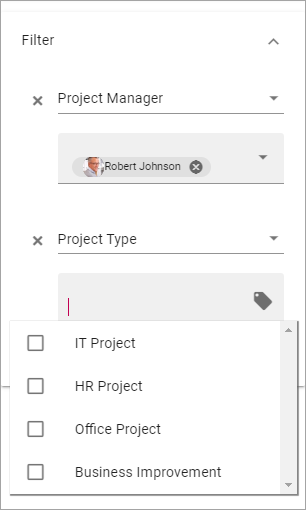 Filter
Project Manager
Robert Johnson
Project Type
IT Project
HR Project
Office Project
Business Improvement